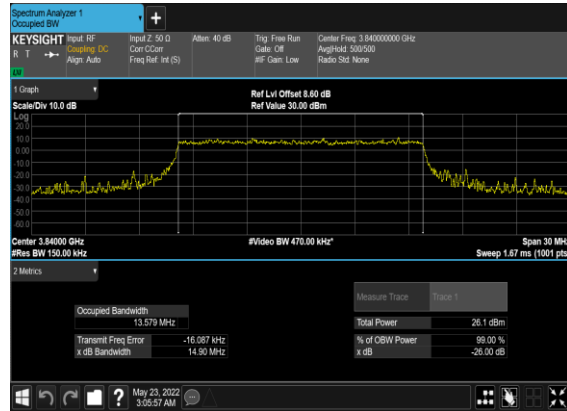 Spectrum Analyzer 1
Occupied BW
+
KEYSIGHT
R T
Input: RF
Coupling: DC
Align: Auto
Input Z: 50 Ω
Corr CCorr
Freq Ref: Int (S)
Atten: 40 dB
Trig: Free Run
Gate: Off
#IF Gain: Low
Center Freq: 3.840000000 GHz
Avg|Hold: 500/500
Radio Std: None
1 Graph
Scale/Div 10.0 dB
Ref Lvl Offset 8.60 dB
Ref Value 30.00 dBm
Log
20.0
10.0
0.00
-10.0
-20.0
-30.0
-40.0
-50.0
-60.0
Center 3.84000 GHz
#Res BW 150.00 kHz
#Video BW 470.00 kHz*
Span 30 MHz
Sweep 1.67 ms (1001 pts
2 Metrics
Measure Trace
Trace 1
Occupied Bandwidth
13.579 MHz
Total Power
26.1 dBm
Transmit Freq Error
-16.087 kHz
% of OBW Power
99.00 %
x dB Bandwidth
14.90 MHz
x dB
-26.00 dB
?
May 23, 2022
3:05:57 AM